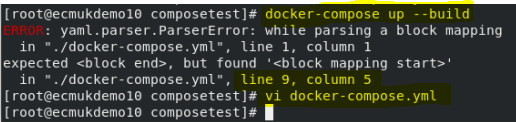 [root@ecmukdemo10 composetest]# docker-compose up --build
ERROR: yaml.parser.ParserError: while parsing a block mapping
  in "./docker-compose.yml", line 1, column 1
expected <block end>, but found '<block mapping start>'
  in "./docker-compose.yml", line 9, column 5
[root@ecmukdemo10 composetest]# vi docker-compose.yml
[root@ecmukdemo10 composetest]#